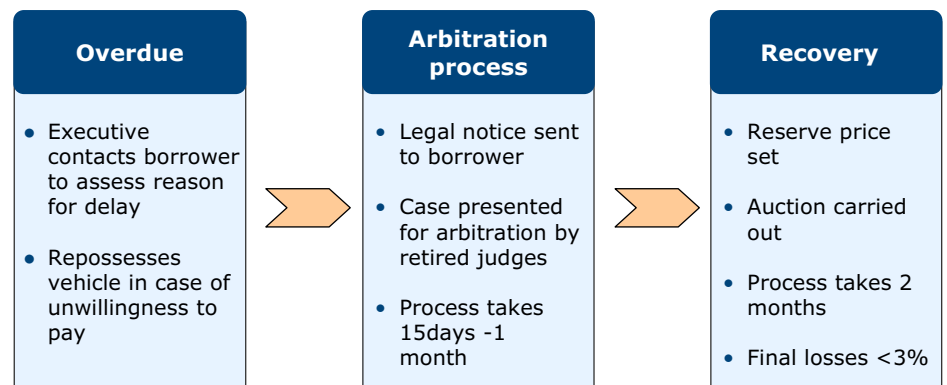 Overdue
• Executive
contacts borrower
to assess reason
for delay
• Repossesses
vehicle in case of
unwillingness to
pay
Arbitration
process
• Legal notice sent
to borrower
• Case presented
for arbitration by
retired judges
• Process takes
15days -1
month
Recovery
• Reserve price
set
• Auction carried
out
• Process takes 2
months
• Final losses <3%